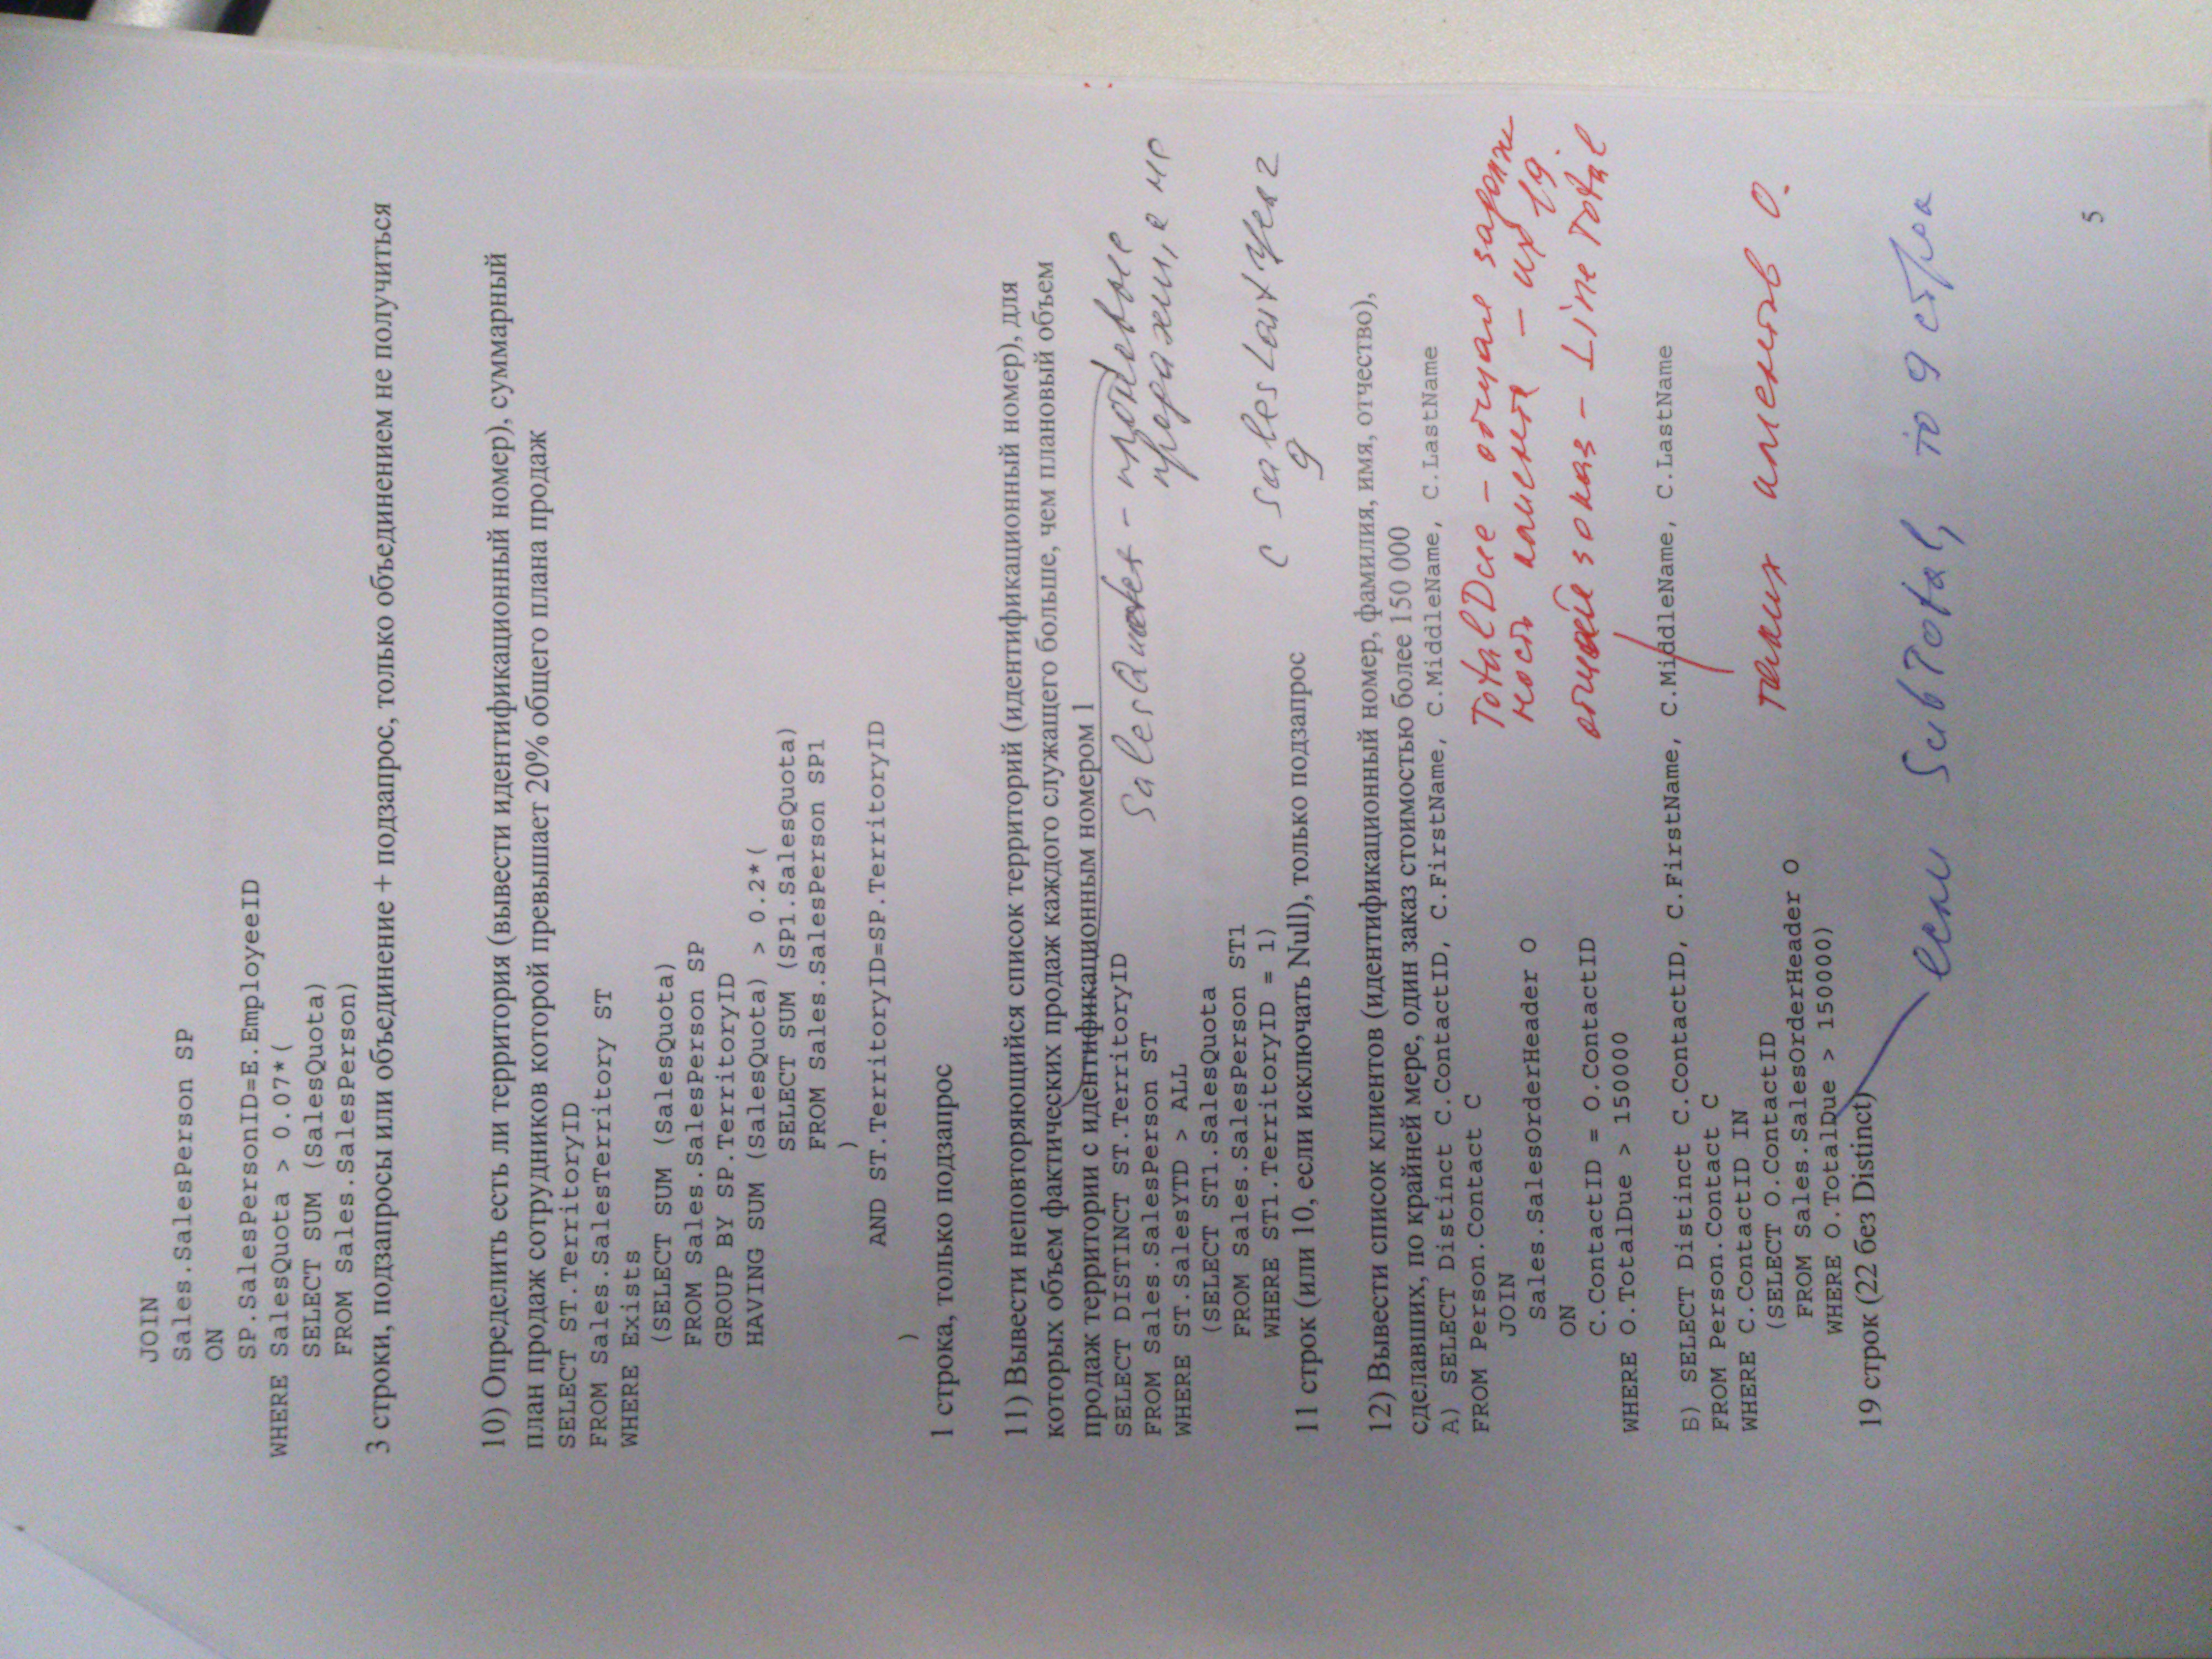 JOIN
Sales.SalesPerson SP
ON
SP.SalesPersonID=E.EmployeeID
WHERE SalesQuota > 0.07*(
SELECT SUM (SalesQuota)
FROM Sales.SalesPerson)
3 строки, подзапросы или объединение + подзапрос, только объединением не получиться
10) Определить есть ли территория (вывести идентификационный номер), суммарный
план продаж сотрудников которой превышает 20% общего плана продаж
SELECT ST.TerritoryID
FROM Sales.SalesTerritory ST
WHERE Exists
(SELECT SUM (SalesQuota)
FROM Sales.SalesPerson SP
GROUP BY SP.TerritoryID
HAVING SUM (SalesQuota) > 0.2*(
SELECT SUM (SP1.SalesQuota)
FROM Sales.SalesPerson SP1
)
AND ST.TerritoryID=SP.TerritoryID
)
1 строка, только подзапрос
11) Вывести неповторяющийся список территорий (идентификационный номер), для
которых объем фактических продаж каждого служащего больше, чем плановый объем
продаж территории с идентификационным номером 1
SELECT DISTINCT ST.TerritoryID
FROM Sales.SalesPerson ST
WHERE ST.SalesYTD > ALL
(SELECT ST1.SalesQuota
FROM Sales.SalesPerson ST1
WHERE ST1.TerritoryID = 1)
продажи, а не
с SalesLastYear
9
11 строк (или 10, если исключать Null), только подзапрос
12) Вывести список клиентов (идентификационный номер, фамилия, имя, отчество),
сделавших, по крайней мере, один заказ стоимостью более 150 000
А) SELECT Distinct C.ContactID, C.FirstName, C.MiddleName, C.LastName
FROM Person.Contact C
JOIN
Sales.SalesOrderHeader O
ON
C.ContactID = O.ContactID
WHERE O.TotalDue > 150000
TotalDue – общая задолжен
ность клиента – их 19.
общий заказ – Line Total
Б) SELECT Distinct C.ContactID, C.FirstName, C.MiddleName, C.LastName
FROM Person.Contact C
WHERE C.ContactID IN
(SELECT O.ContactID
FROM Sales.SalesOrderHeader O
WHERE O.TotalDue > 150000)
таких клиентов 0.
19 строк (22 без Distinct)
если SubTotal, то 9 строк
5